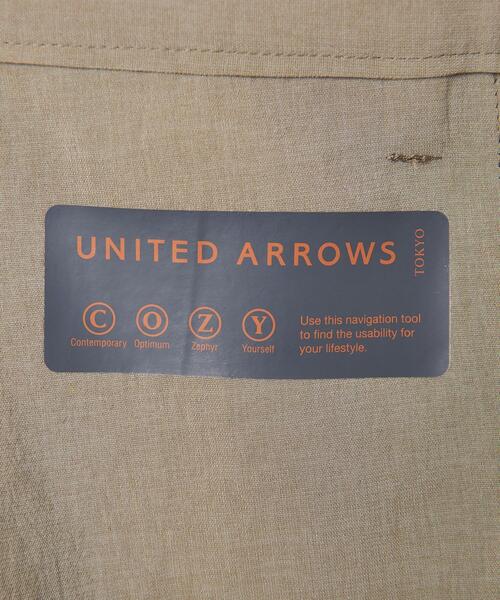 UNITED ARROWS
TOKYO
C O Z Y
Contemporary Optimum Zephyr Yourself
Use this navigation tool
to find the usability for
your lifestyle.